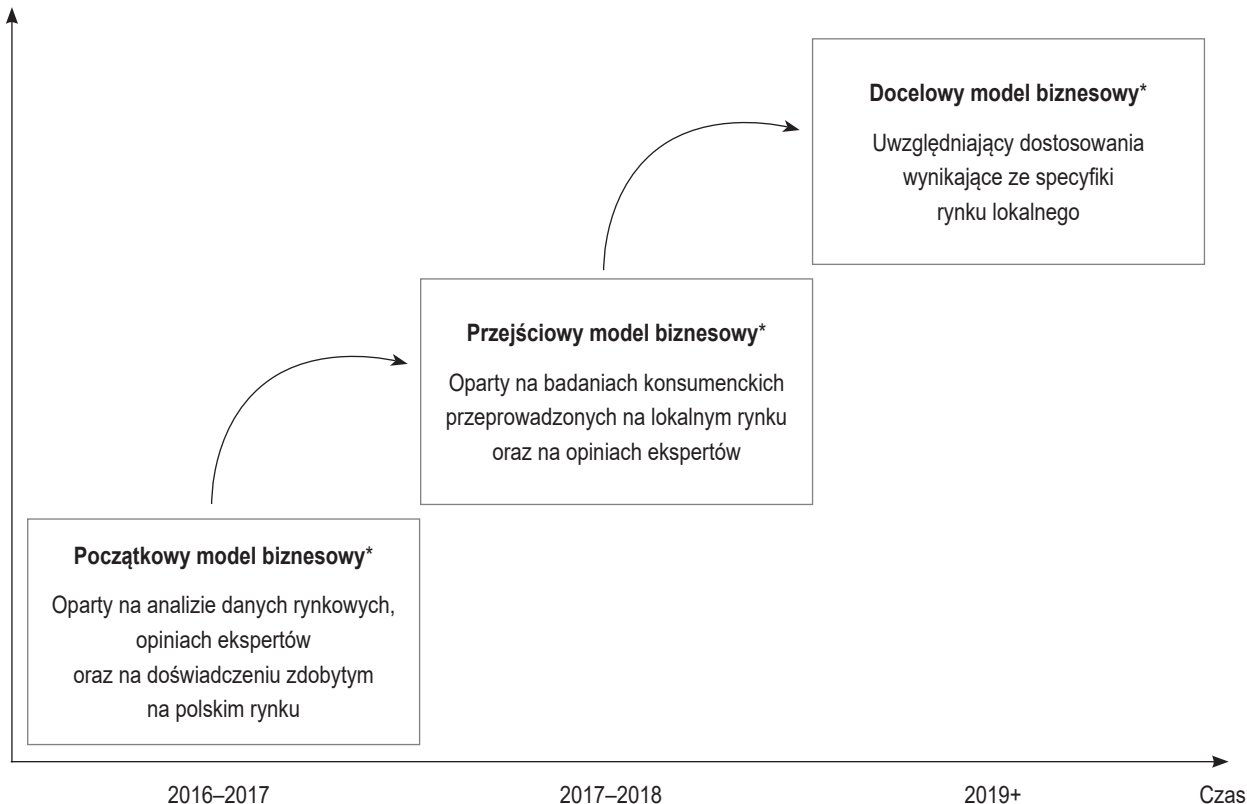 Docelowy model biznesowy*
Uwzględniający dostosowania
wynikające ze specyfiki
rynku lokalnego
Przejściowy model biznesowy*
Oparty na badaniach konsumenckich
przeprowadzonych na lokalnym rynku
oraz na opiniach ekspertów
Początkowy model biznesowy*
Oparty na analizie danych rynkowych,
opiniach ekspertów
oraz na doświadczeniu zdobytym
na polskim rynku
2016–2017 2017–2018 2019+ Czas